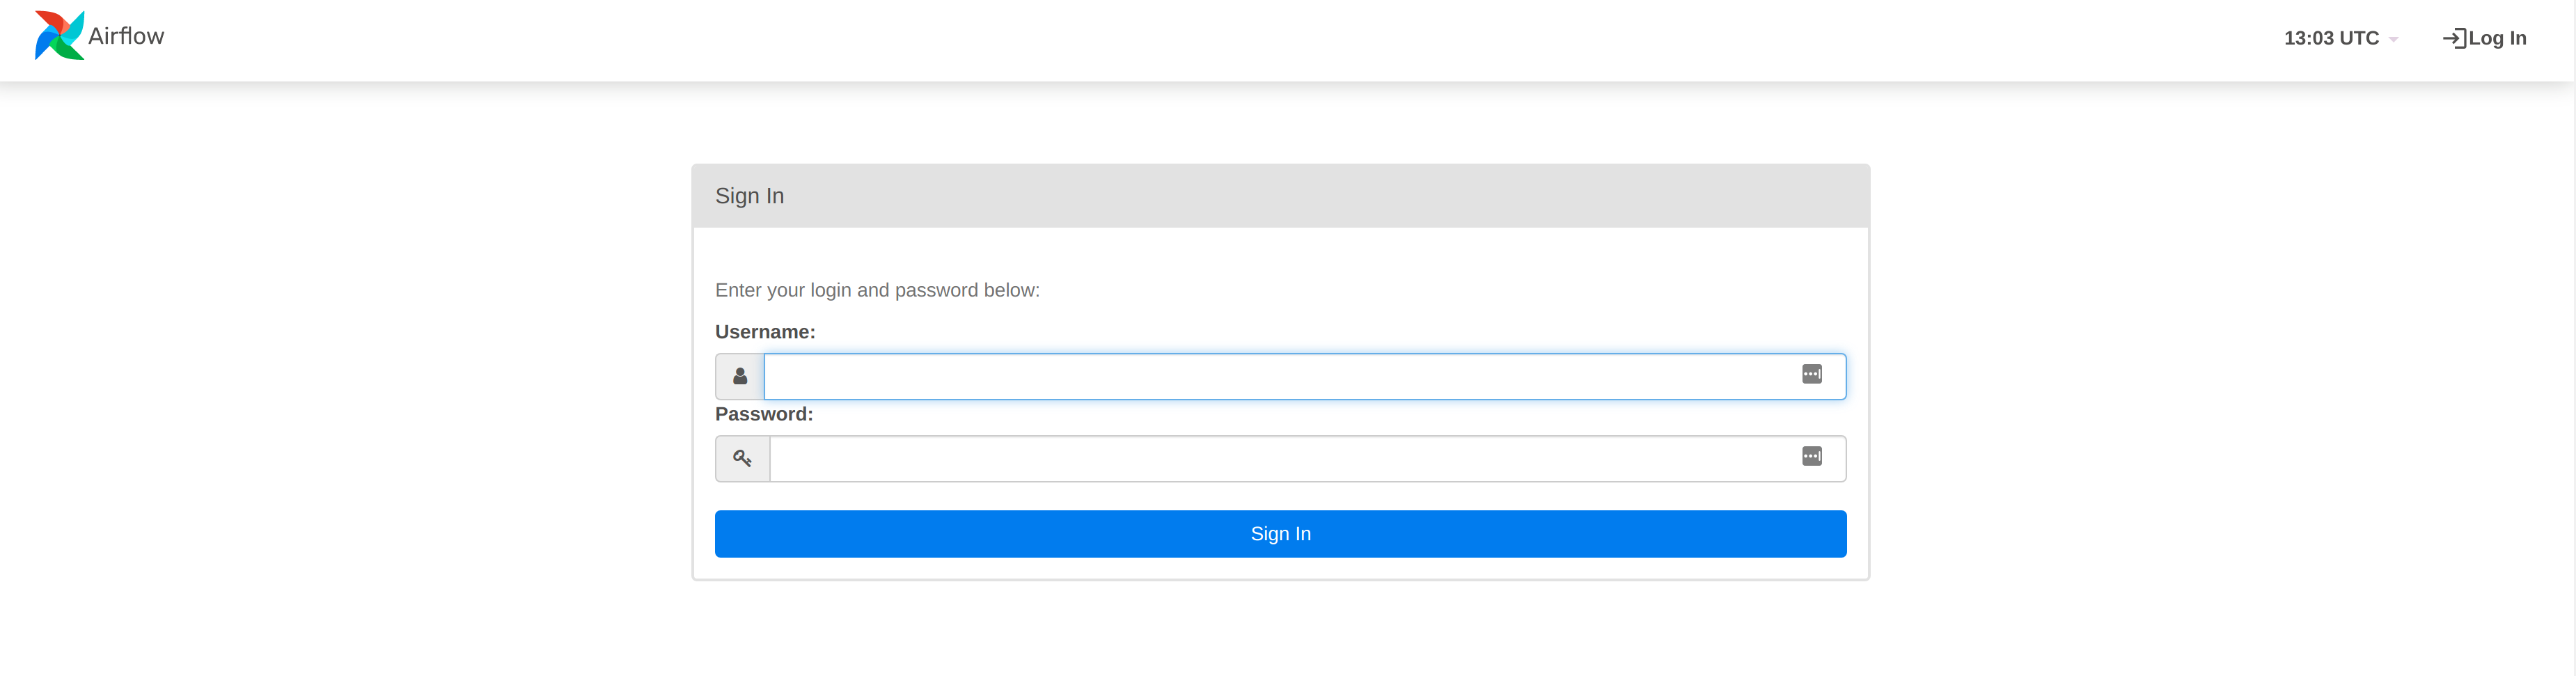 Airflow
13:03 UTC
Log In
Sign In
Enter your login and password below:
Username:
Password:
Sign In